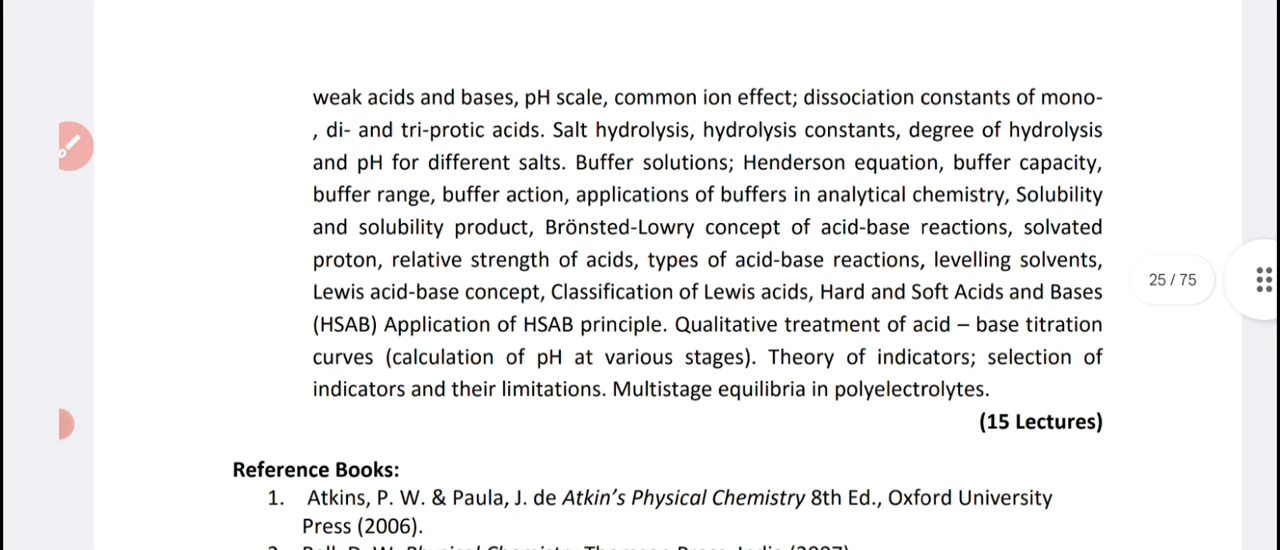 weak acids and bases, pH scale, common ion effect; dissociation constants of mono-
, di- and tri-protic acids. Salt hydrolysis, hydrolysis constants, degree of hydrolysis
and pH for different salts. Buffer solutions; Henderson equation, buffer capacity,
buffer range, buffer action, applications of buffers in analytical chemistry, Solubility
and solubility product, Brönsted-Lowry concept of acid-base reactions, solvated
proton, relative strength of acids, types of acid-base reactions, levelling solvents,
Lewis acid-base concept, Classification of Lewis acids, Hard and Soft Acids and Bases
(HSAB) Application of HSAB principle. Qualitative treatment of acid – base titration
curves (calculation of pH at various stages). Theory of indicators; selection of
indicators and their limitations. Multistage equilibria in polyelectrolytes.
(15 Lectures)
25 / 75
Reference Books:
1. Atkins, P. W. & Paula, J. de Atkin's Physical Chemistry 8th Ed., Oxford University
Press (2006).